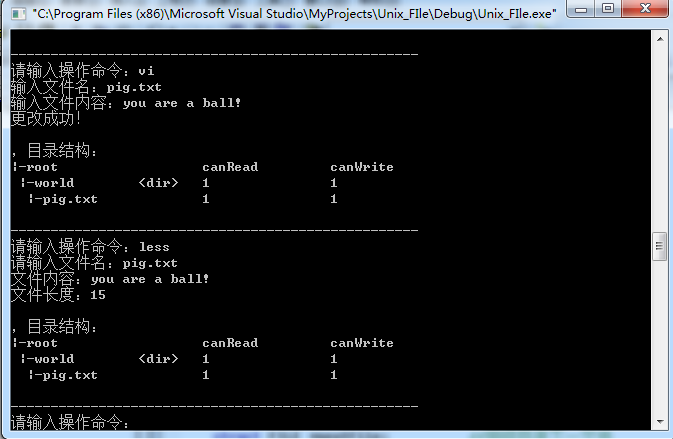 "C:\Program Files (x86)\Microsoft Visual Studio\MyProjects\Unix_FIle\Debug\Unix_FIle.exe"
----------------------------------------------------
请输入操作命令：vi
输入文件名：pig.txt
输入文件内容：you are a ball!
更改成功！
，目录结构：
¦-root canRead canWrite
¦-world <dir> 1 1
¦-pig.txt 1 1
----------------------------------------------------
请输入操作命令：less
请输入文件名：pig.txt
文件内容：you are a ball!
文件长度：15
，目录结构：
¦-root canRead canWrite
¦-world <dir> 1 1
¦-pig.txt 1 1
----------------------------------------------------
请输入操作命令：